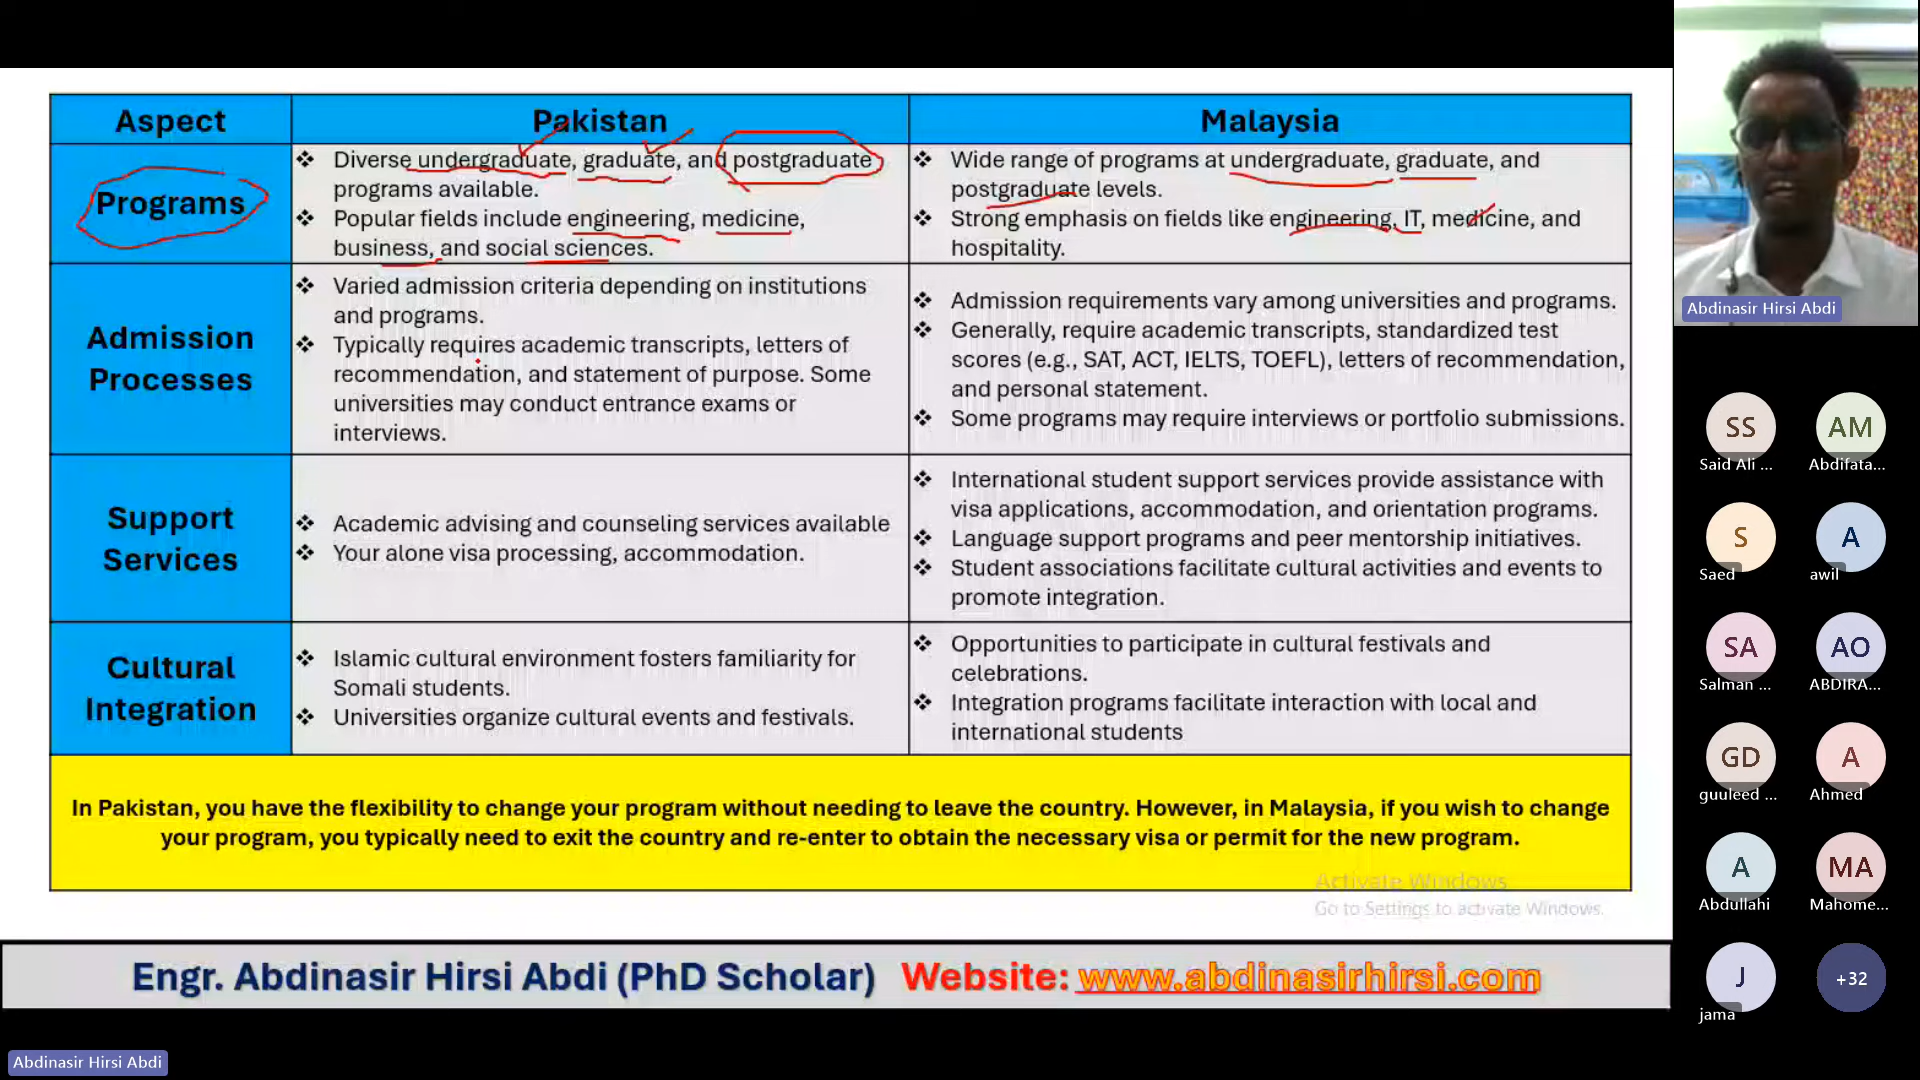 Aspect
Pakistan
Malaysia
Programs
❖ Diverse undergraduate, graduate, and postgraduate
programs available.
❖ Popular fields include engineering, medicine,
business, and social sciences.
❖ Wide range of programs at undergraduate, graduate, and
postgraduate levels.
❖ Strong emphasis on fields like engineering, IT, medicine, and
hospitality.
Admission
Processes
❖ Varied admission criteria depending on institutions
and programs.
❖ Typically requires academic transcripts, letters of
recommendation, and statement of purpose. Some
universities may conduct entrance exams or
interviews.
❖ Admission requirements vary among universities and programs.
❖ Generally, require academic transcripts, standardized test
scores (e.g., SAT, ACT, IELTS, TOEFL), letters of recommendation,
and personal statement.
❖ Some programs may require interviews or portfolio submissions.
Support
Services
❖ Academic advising and counseling services available
❖ Your alone visa processing, accommodation.
❖ International student support services provide assistance with
visa applications, accommodation, and orientation programs.
❖ Language support programs and peer mentorship initiatives.
❖ Student associations facilitate cultural activities and events to
promote integration.
Cultural
Integration
❖ Islamic cultural environment fosters familiarity for
Somali students.
❖ Universities organize cultural events and festivals.
❖ Opportunities to participate in cultural festivals and
celebrations.
❖ Integration programs facilitate interaction with local and
international students
In Pakistan, you have the flexibility to change your program without needing to leave the country. However, in Malaysia, if you wish to change
your program, you typically need to exit the country and re-enter to obtain the necessary visa or permit for the new program.
Activate Windows
Go to Settings to activate Windows.
Engr. Abdinasir Hirsi Abdi (PhD Scholar) Website: www.abdinasirhirsi.com
Abdinasir Hirsi Abdi
Abdinasir Hirsi Abdi
SS
AM
Said Ali ...
Abdifata...
S
A
Saed
awil
SA
AO
Salman ...
ABDIRA...
GD
A
guuleed ...
Ahmed
A
MA
Abdullahi
Mahome...
J
+32
jama